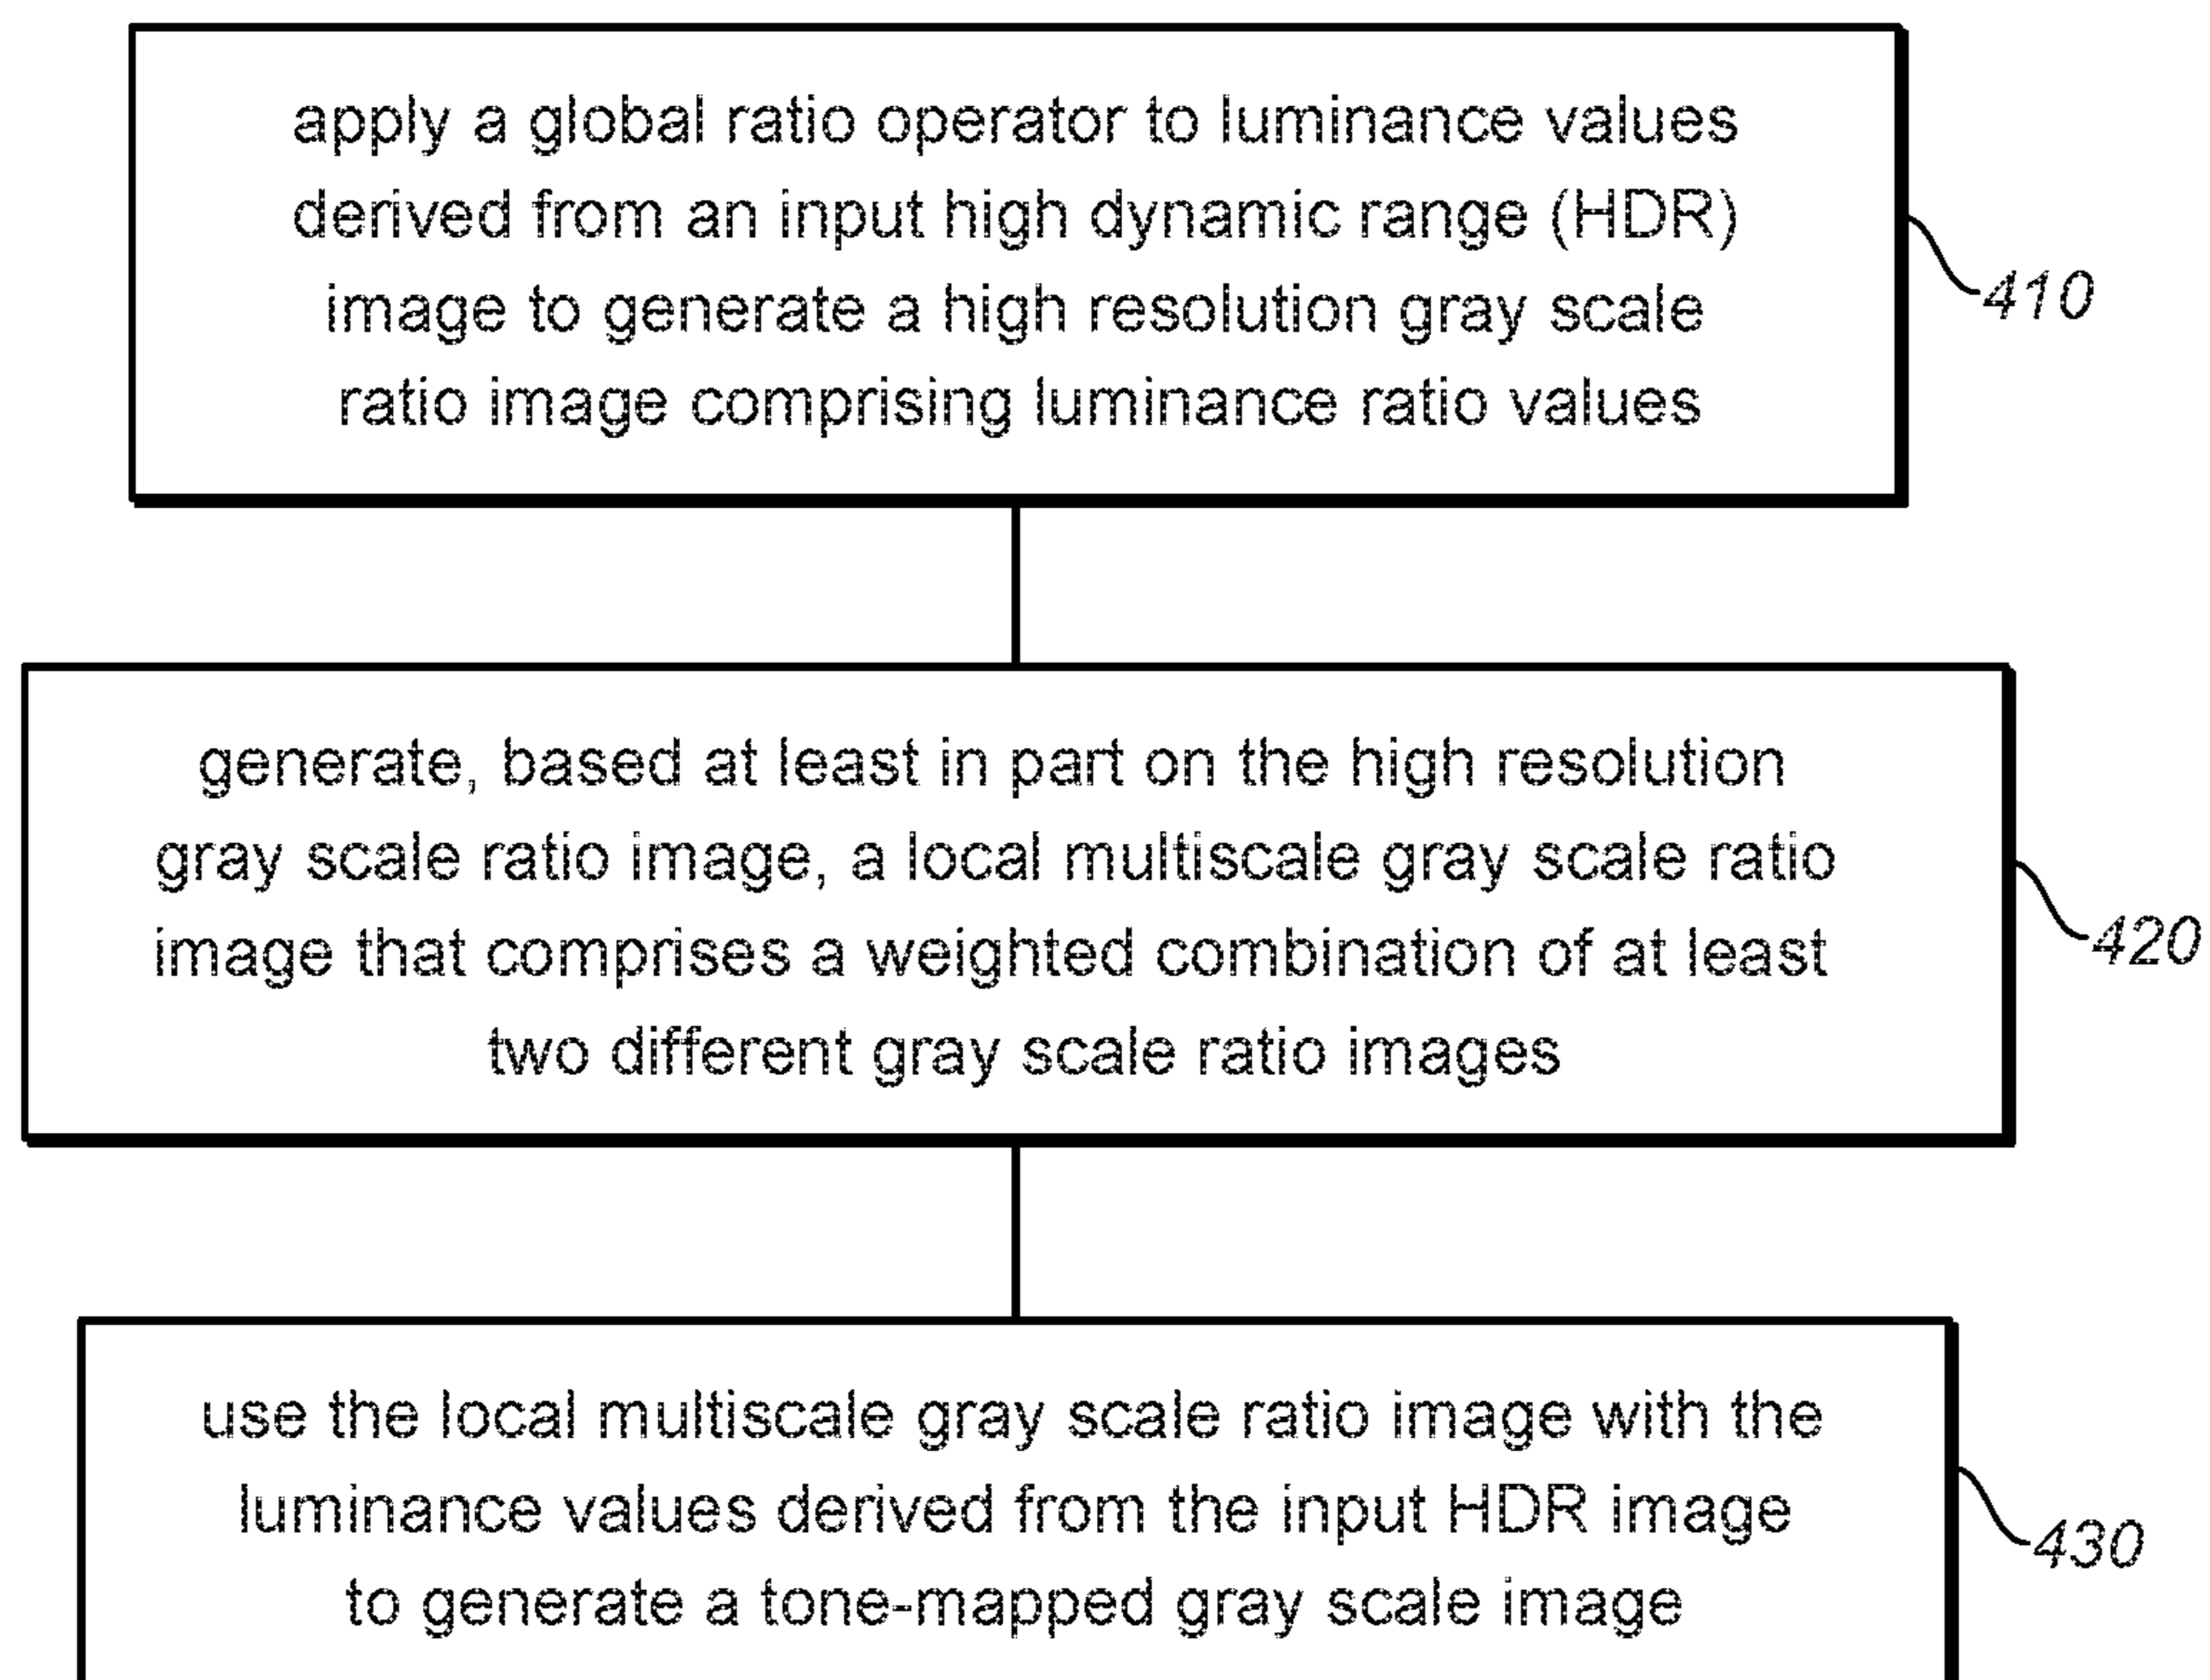 apply a global ratio operator to luminance values
derived from an input high dynamic range (HDR)
image to generate a high resolution gray scale
ratio image comprising luminance ratio values
410
generate, based at least in part on the high resolution
gray scale ratio image, a local multiscale gray scale ratio
image that comprises a weighted combination of at least
two different gray scale ratio images
420
use the local multiscale gray scale ratio image with the
luminance values derived from the input HDR image
to generate a tone-mapped gray scale image
430